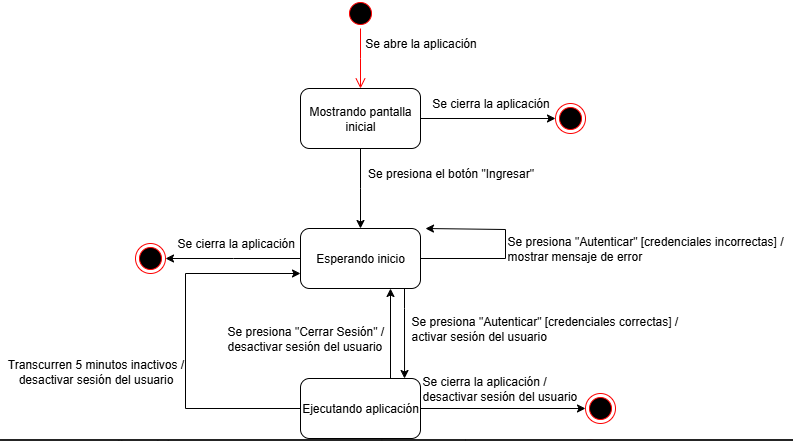 Se abre la aplicación
Mostrando pantalla
inicial
Se cierra la aplicación
Se presiona el botón "Ingresar"
Se cierra la aplicación
Esperando inicio
Se presiona "Autenticar" [credenciales incorrectas] /
mostrar mensaje de error
Se presiona "Cerrar Sesión" /
desactivar sesión del usuario
Se presiona "Autenticar" [credenciales correctas] /
activar sesión del usuario
Transcurren 5 minutos inactivos /
desactivar sesión del usuario
Ejecutando aplicación
Se cierra la aplicación /
desactivar sesión del usuario